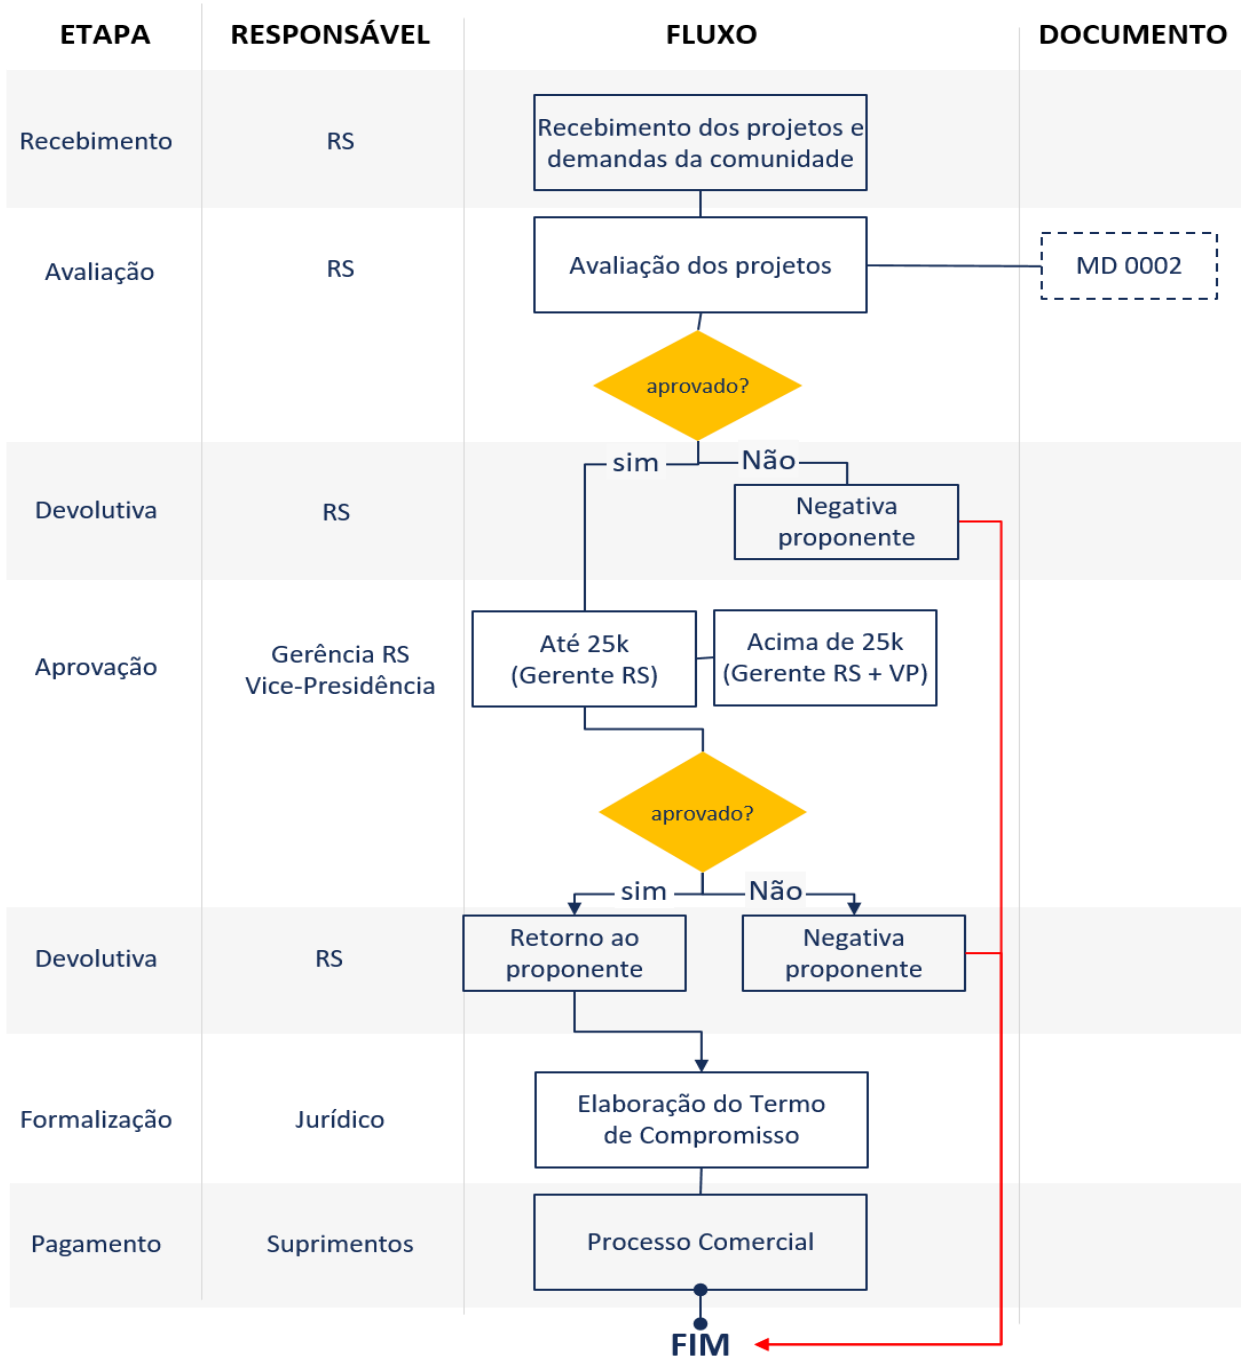 ETAPA RESPONSÁVEL FLUXO DOCUMENTO
Recebimento RS
Recebimento dos projetos e
demandas da comunidade
Avaliação RS Avaliação dos projetos MD 0002
aprovado?
sim Não
Devolutiva RS
Negativa
proponente
Aprovação
Gerência RS
Vice-Presidência
Até 25k
(Gerente RS)
Acima de 25k
(Gerente RS + VP)
aprovado?
sim Não
Devolutiva RS
Retorno ao
proponente
Negativa
proponente
Formalização Jurídico
Elaboração do Termo
de Compromisso
Pagamento Suprimentos Processo Comercial
FIM